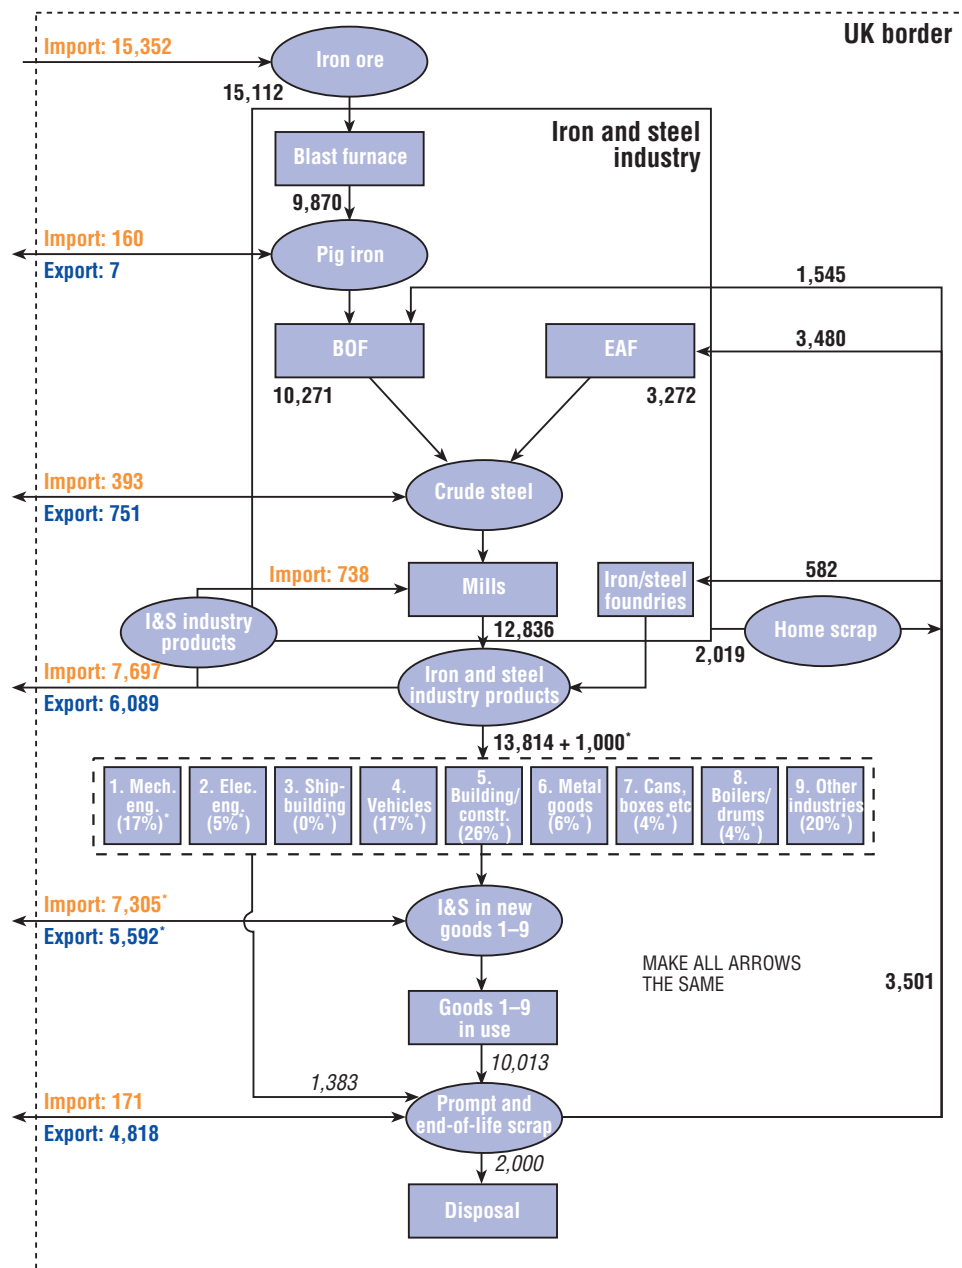 UK border
Import: 15,352
Iron ore
15,112
Iron and steel
industry
Blast furnace
9,870
Import: 160
Export: 7
Pig iron
1,545
BOF
EAF
3,480
10,271
3,272
Import: 393
Export: 751
Crude steel
Import: 738
Mills
Iron/steel
foundries
582
I&S industry
products
12,836
Home scrap
2,019
Import: 7,697
Export: 6,089
Iron and steel
industry products
13,814 + 1,000*
1. Mech.
eng.
(17%)*
2. Elec.
eng.
(5%*)
3. Ship-
building
(0%*)
4.
Vehicles
(17%*)
5.
Building/
constr.
(26%*)
6. Metal
goods
(6%*)
7. Cans,
boxes etc
(4%*)
8.
Boilers/
drums
(4%*)
9. Other
industries
(20%*)
Import: 7,305*
Export: 5,592*
I&S in new
goods 1–9
MAKE ALL ARROWS
THE SAME
3,501
Goods 1–9
in use
10,013
1,383
Import: 171
Export: 4,818
Prompt and
end-of-life scrap
2,000
Disposal